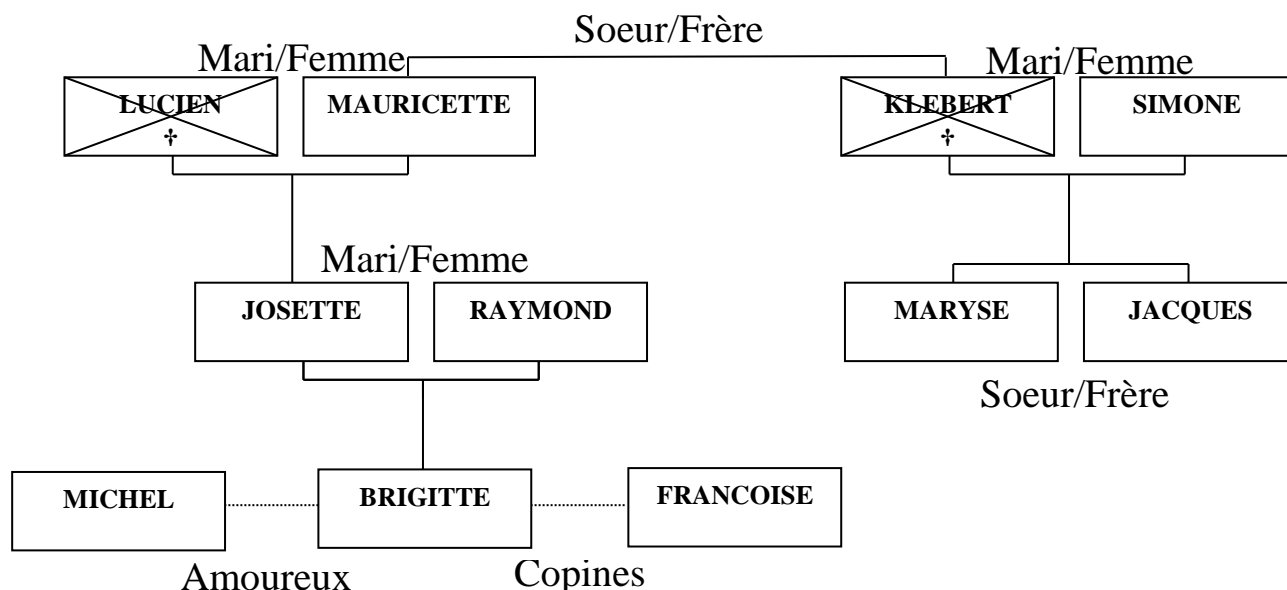 Soeur/Frère
Mari/Femme Mari/Femme
LUCIEN MAURICETTE KLEBERT SIMONE
† †
Mari/Femme
JOSETTE RAYMOND MARYSE JACQUES
Soeur/Frère
MICHEL BRIGITTE FRANCOISE
Amoureux Copines